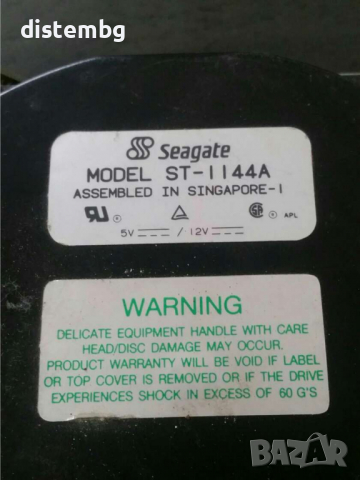 distembg
Seagate
MODEL ST-1144A
ASSEMBLED IN SINGAPORE-1
APL
5V / 12V
WARNING
DELICATE EQUIPMENT HANDLE WITH CARE
HEAD/DISC DAMAGE MAY OCCUR.
PRODUCT WARRANTY WILL BE VOID IF LABEL
OR TOP COVER IS REMOVED OR IF THE DRIVE
EXPERIENCES SHOCK IN EXCESS OF 60 G'S
BAZAR